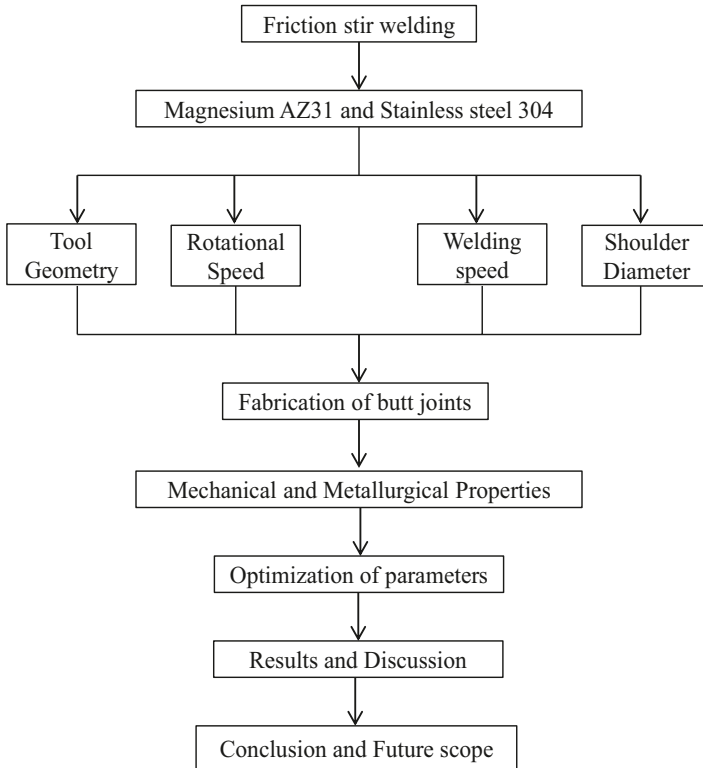 Friction stir welding
Magnesium AZ31 and Stainless steel 304
Tool
Geometry
Rotational
Speed
Welding
speed
Shoulder
Diameter
Fabrication of butt joints
Mechanical and Metallurgical Properties
Optimization of parameters
Results and Discussion
Conclusion and Future scope